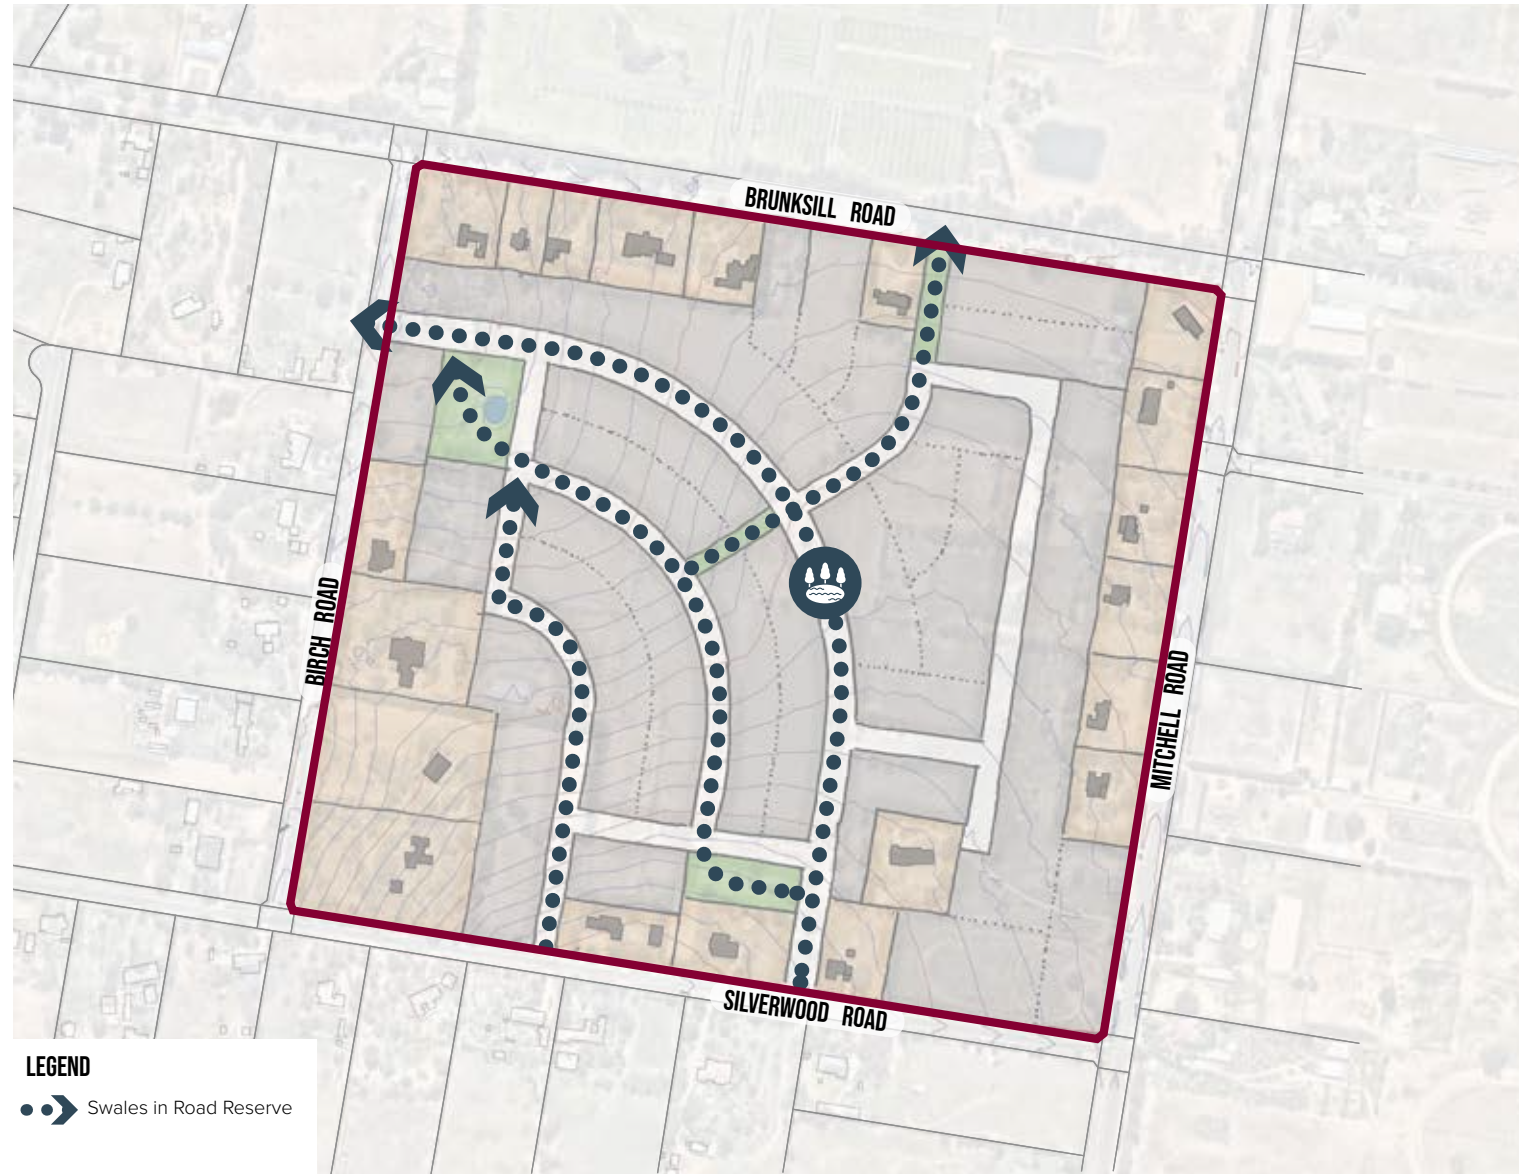 BRUNKSILL ROAD
BIRCH ROAD
MITCHELL ROAD
SILVERWOOD ROAD
LEGEND
Swales in Road Reserve